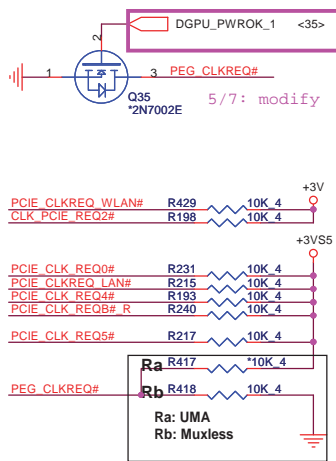 DGPU_PWROK_1 <35>
2
1 3 PEG_CLKREQ#
Q35
*2N7002E
5/7: modify
+3V
PCIE_CLKREQ_WLAN# R429 10K_4
CLK_PCIE_REQ2# R198 10K_4
+3VS5
PCIE_CLK_REQ0# R231 10K_4
PCIE_CLKREQ_LAN# R215 10K_4
PCIE_CLK_REQ4# R193 10K_4
PCIE_CLK_REQB#_R R240 10K_4
PCIE_CLK_REQ5# R217 10K_4
Ra R417 *10K_4
PEG_CLKREQ# Rb R418 10K_4
Ra: UMA
Rb: Muxless